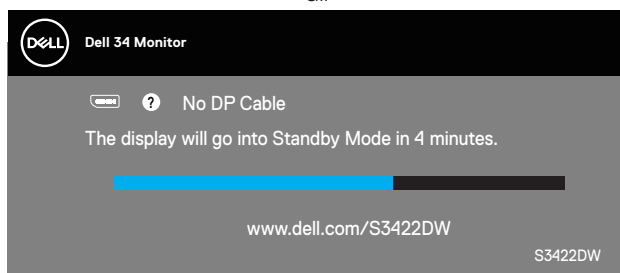 DELL
Dell 34 Monitor
? No DP Cable
The display will go into Standby Mode in 4 minutes.
www.dell.com/S3422DW
S3422DW